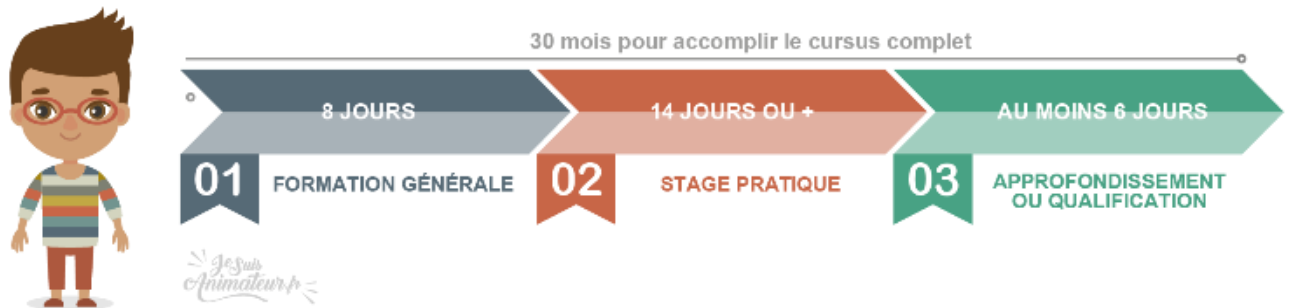 30 mois pour accomplir le cursus complet
8 JOURS
14 JOURS OU +
AU MOINS 6 JOURS
01
FORMATION GÉNÉRALE
02
STAGE PRATIQUE
03
APPROFONDISSEMENT
OU QUALIFICATION
JeSuis
Animateur.fr